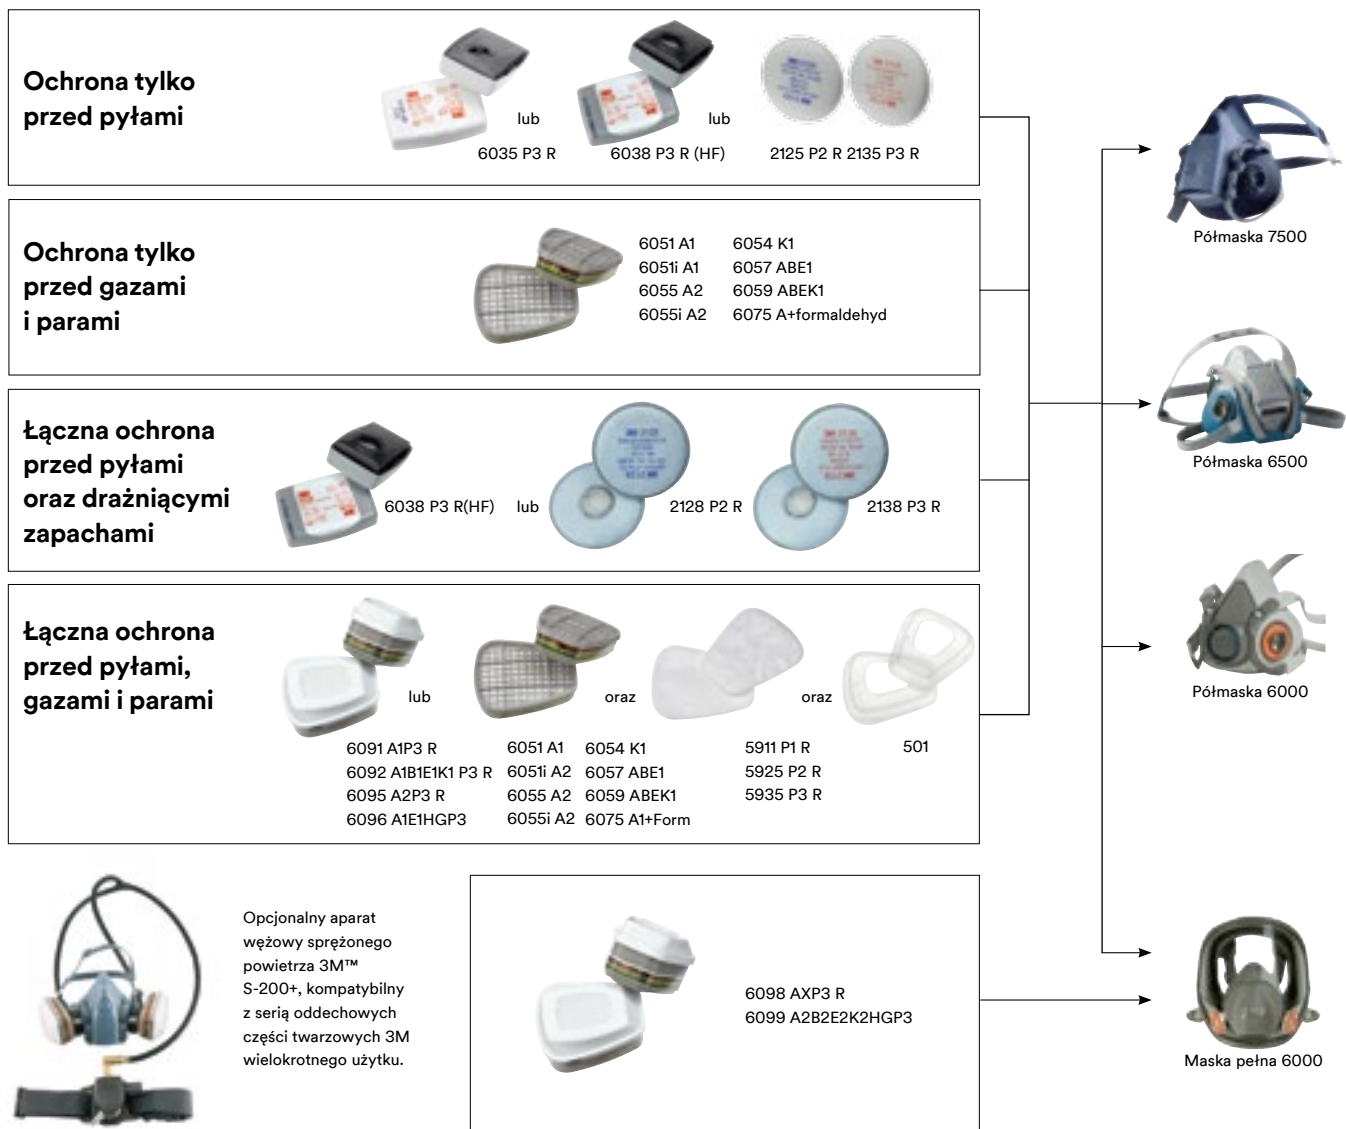 Ochrona tylko
przed pyłami
lub
lub
6035 P3 R
6038 P3 R (HF)
2125 P2 R 2135 P3 R
Ochrona tylko
przed gazami
i parami
6051 A1
6051i A1
6055 A2
6055i A2
6054 K1
6057 ABE1
6059 ABEK1
6075 A+formaldehyd
Łączna ochrona
przed pyłami
oraz drażniącymi
zapachami
6038 P3 R(HF)
lub
2128 P2 R
2138 P3 R
Łączna ochrona
przed pyłami,
gazami i parami
lub
oraz
oraz
6091 A1P3 R
6092 A1B1E1K1 P3 R
6095 A2P3 R
6096 A1E1HGP3
6051 A1
6051i A2
6055 A2
6055i A2
6054 K1
6057 ABE1
6059 ABEK1
6075 A1+Form
5911 P1 R
5925 P2 R
5935 P3 R
501
Opcjonalny aparat
wężowy sprężonego
powietrza 3M™
S-200+, kompatybilny
z serią oddechowych
części twarzowych 3M
wielokrotnego użytku.
6098 AXP3 R
6099 A2B2E2K2HGP3
Półmaska 7500
Półmaska 6500
Półmaska 6000
Maska pełna 6000